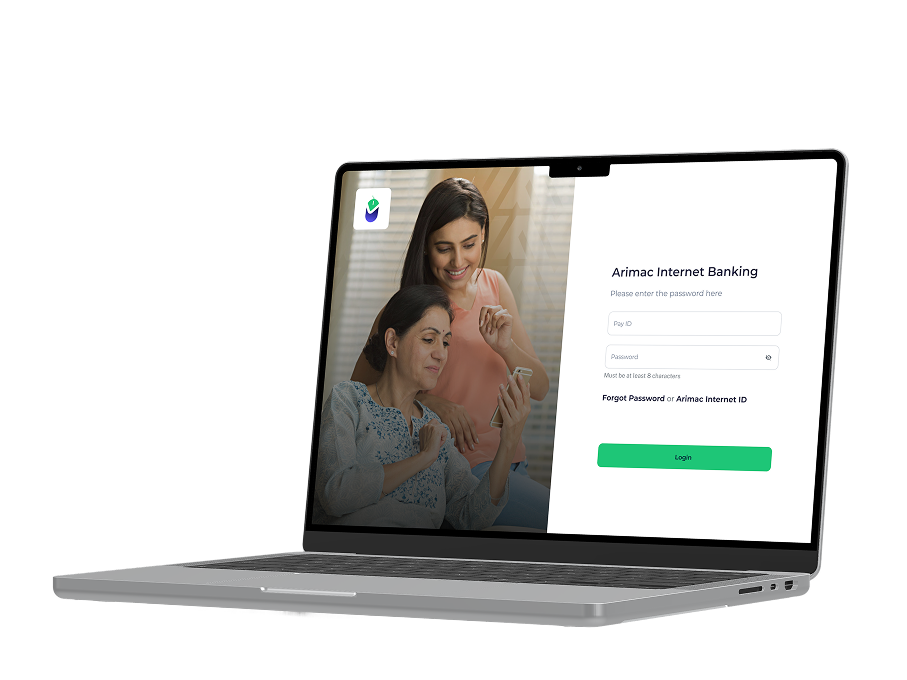 Arimac Internet Banking
Please enter the password here
Pay ID
Password
Must be at least 8 characters
Forgot Password or Arimac Internet ID
Login